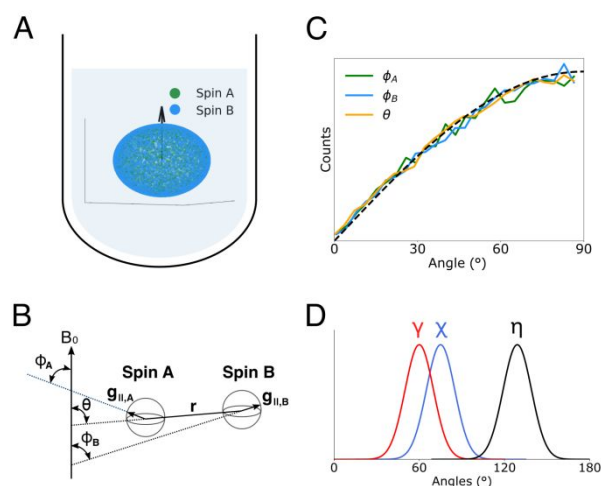 A
Spin A
Spin B
B
B₀
ϕA
θ
ϕB
Spin A
Spin B
g||,A
r
g||,B
C
Counts
ϕA
ϕB
θ
0
30
60
90
Angle (°)
D
γ
χ
η
0
60
120
180
Angles (°)